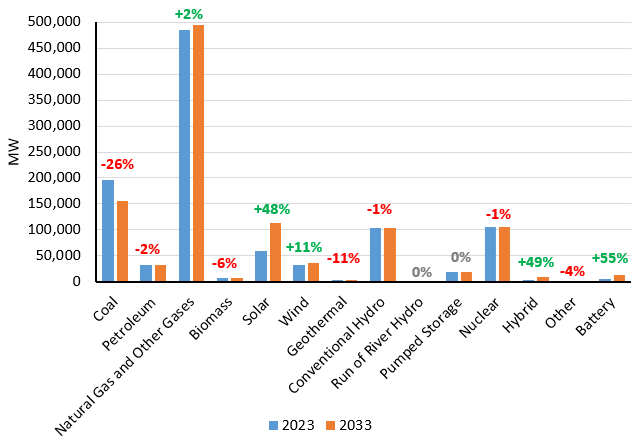 500,000
450,000
400,000
350,000
300,000
250,000
200,000
150,000
100,000
50,000
0
MW
-26%
-2%
+2%
-6%
+48%
+11%
-11%
-1%
0%
0%
-1%
+49%
-4%
+55%
Coal
Petroleum
Natural Gas and Other Gases
Biomass
Solar
Wind
Geothermal
Conventional Hydro
Run of River Hydro
Pumped Storage
Nuclear
Hybrid
Other
Battery
2023 2033